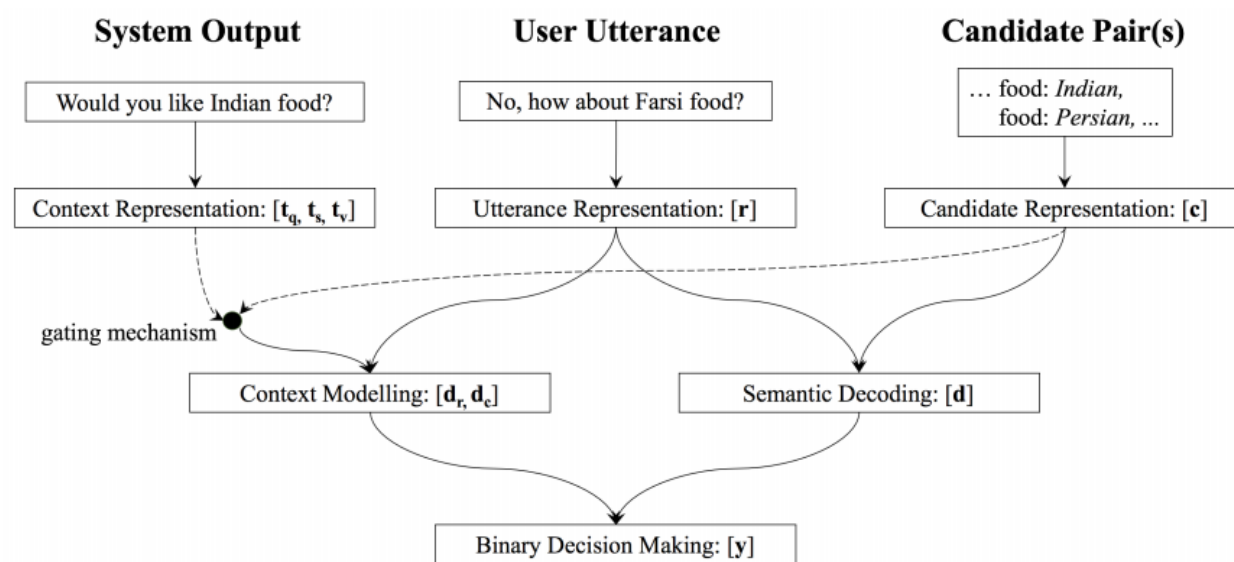 System Output
User Utterance
Candidate Pair(s)
Would you like Indian food?
No, how about Farsi food?
... food: Indian,
food: Persian, ...
Context Representation: [tq, ts, tv]
Utterance Representation: [r]
Candidate Representation: [c]
gating mechanism
Context Modelling: [dr, dc]
Semantic Decoding: [d]
Binary Decision Making: [y]